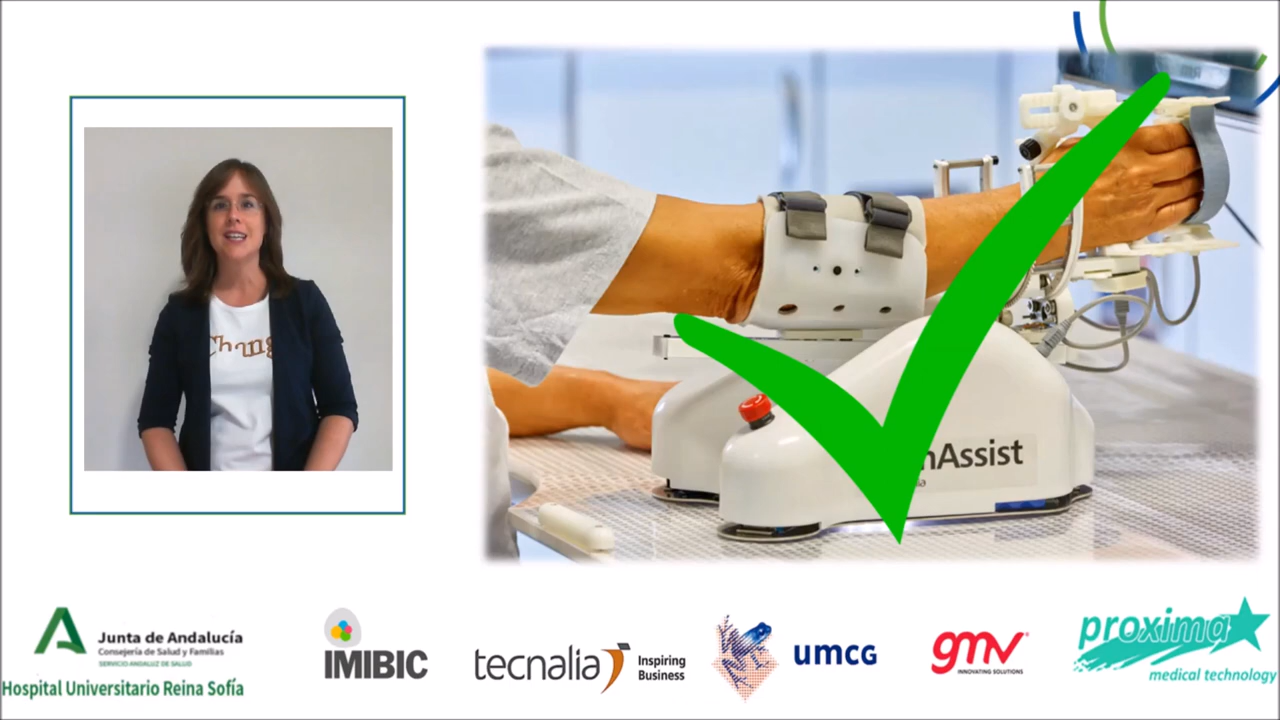 Chang
nAssist
Junta de Andalucía
Consejería de Salud y Familias
SERVICIO ANDALUZ DE SALUD
Hospital Universitario Reina Sofía
IMIBIC
tecnalia
Inspiring
Business
umcg
gmv
INNOVATING SOLUTIONS
proxima
medical technology